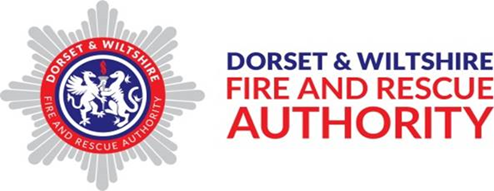 DORSET & WILTSHIRE
FIRE AND RESCUE AUTHORITY
DORSET & WILTSHIRE
FIRE AND RESCUE
AUTHORITY